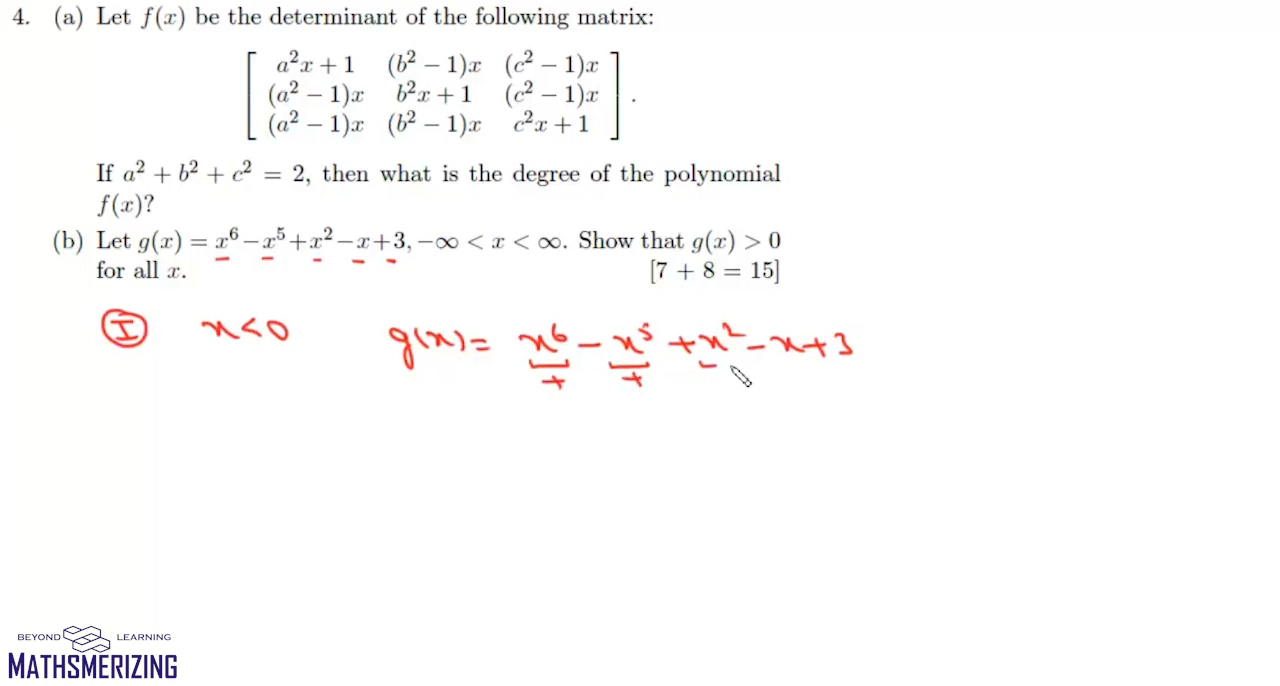 4. (a) Let f(x) be the determinant of the following matrix:
[ a²x + 1 (b² − 1)x (c² − 1)x
(a² − 1)x b²x + 1 (c² − 1)x
(a² − 1)x (b² − 1)x c²x + 1 ] .
If a² + b² + c² = 2, then what is the degree of the polynomial
f(x)?
(b) Let g(x) = x⁶ − x⁵ + x² − x + 3, −∞ < x < ∞. Show that g(x) > 0
for all x. [7 + 8 = 15]
I x<0 g(x) = x⁶ − x⁵ + x² − x + 3
+ +
BEYOND LEARNING
MATHSMERIZING